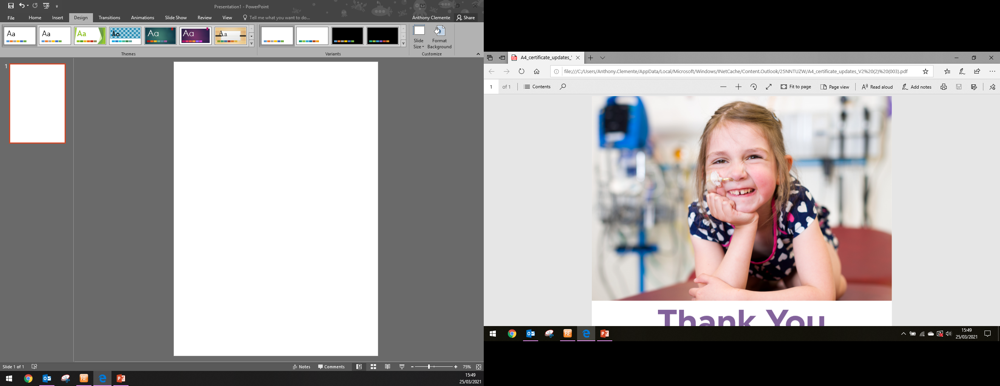 Presentation1 - PowerPoint
File Home Insert Design Transitions Animations Slide Show Review View Tell me what you want to do... Anthony Clemente Share
Aa Aa Aa Aa Aa Aa Aa
Slide Size Format Background
Themes Variants Customize
1
Slide 1 of 1 Notes Comments 75%
RE
15:49
25/03/2021
A4_certificate_updates_V
file:///C:/Users/Anthony.Clemente/AppData/Local/Microsoft/Windows/INetCache/Content.Outlook/25NNTUZW/A4_certificate_updates_V2%20(2)%20(003).pdf
1 of 1 Contents Fit to page Page view Read aloud Add notes
Thank You
RE
15:49
25/03/2021